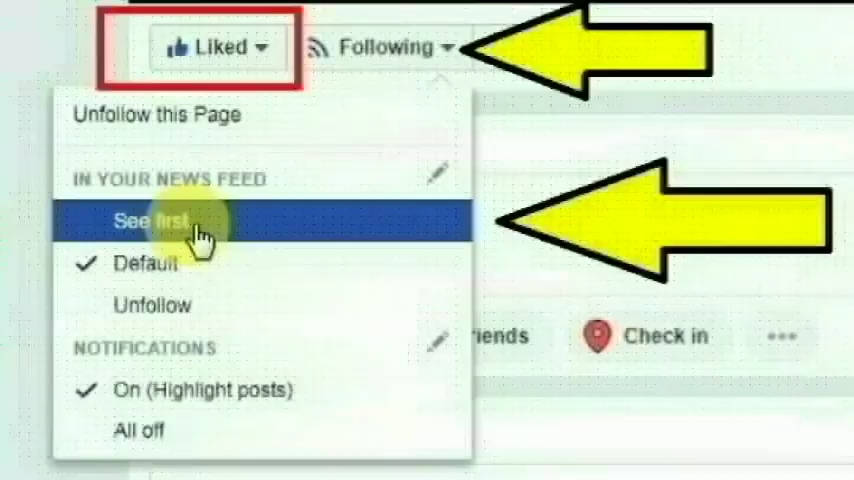 Liked Following
Unfollow this Page
IN YOUR NEWS FEED
See first
Default
Unfollow
NOTIFICATIONS
On (Highlight posts)
All off
riends Check in